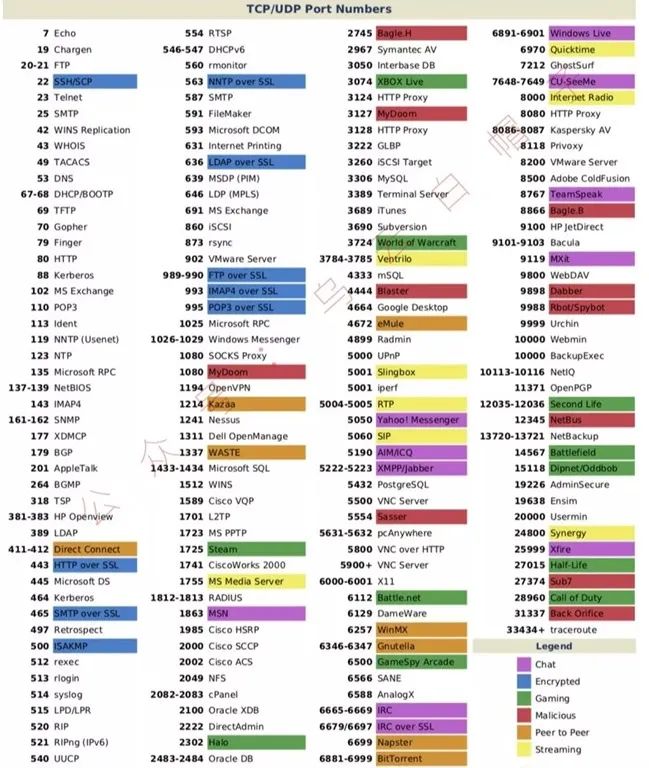 TCP/UDP Port Numbers
7 Echo
19 Chargen
20-21 FTP
22 SSH/SCP
23 Telnet
25 SMTP
42 WINS Replication
43 WHOIS
49 TACACS
53 DNS
67-68 DHCP/BOOTP
69 TFTP
70 Gopher
79 Finger
80 HTTP
88 Kerberos
102 MS Exchange
110 POP3
113 Ident
119 NNTP (Usenet)
123 NTP
135 Microsoft RPC
137-139 NetBIOS
143 IMAP4
161-162 SNMP
177 XDMCP
179 BGP
201 AppleTalk
264 BGMP
318 TSP
381-383 HP Openview
389 LDAP
411-412 Direct Connect
443 HTTP over SSL
445 Microsoft DS
464 Kerberos
465 SMTP over SSL
497 Retrospect
500 ISAKMP
512 rexec
513 rlogin
514 syslog
515 LPD/LPR
520 RIP
521 RIPng (IPv6)
540 UUCP
554 RTSP
546-547 DHCPv6
560 rmonitor
563 NNTP over SSL
587 SMTP
591 FileMaker
593 Microsoft DCOM
631 Internet Printing
636 LDAP over SSL
639 MSDP (PIM)
646 LDP (MPLS)
691 MS Exchange
860 iSCSI
873 rsync
902 VMware Server
989-990 FTP over SSL
993 IMAP4 over SSL
995 POP3 over SSL
1025 Microsoft RPC
1026-1029 Windows Messenger
1080 SOCKS Proxy
1080 MyDoom
1194 OpenVPN
1214 Kazaa
1241 Nessus
1311 Dell OpenManage
1337 WASTE
1433-1434 Microsoft SQL
1512 WINS
1589 Cisco VQP
1701 L2TP
1723 MS PPTP
1725 Steam
1741 CiscoWorks 2000
1755 MS Media Server
1812-1813 RADIUS
1863 MSN
1985 Cisco HSRP
2000 Cisco SCCP
2002 Cisco ACS
2049 NFS
2082-2083 cPanel
2100 Oracle XDB
2222 DirectAdmin
2302 Halo
2483-2484 Oracle DB
2745 Bagle.H
2967 Symantec AV
3050 Interbase DB
3074 XBOX Live
3124 HTTP Proxy
3127 MyDoom
3128 HTTP Proxy
3222 GLBP
3260 iSCSI Target
3306 MySQL
3389 Terminal Server
3689 iTunes
3690 Subversion
3724 World of Warcraft
3784-3785 Ventrilo
4333 mSQL
4444 Blaster
4664 Google Desktop
4672 eMule
4899 Radmin
5000 UPnP
5001 Slingbox
5001 iperf
5004-5005 RTP
5050 Yahoo! Messenger
5060 SIP
5190 AIM/ICQ
5222-5223 XMPP/Jabber
5432 PostgreSQL
5500 VNC Server
5554 Sasser
5631-5632 pcAnywhere
5800 VNC over HTTP
5900+ VNC Server
6000-6001 X11
6112 Battle.net
6129 DameWare
6257 WinMX
6346-6347 Gnutella
6500 GameSpy Arcade
6566 SANE
6588 AnalogX
6665-6669 IRC
6679/6697 IRC over SSL
6699 Napster
6881-6999 BitTorrent
6891-6901 Windows Live
6970 Quicktime
7212 GhostSurf
7648-7649 CU-SeeMe
8000 Internet Radio
8080 HTTP Proxy
8086-8087 Kaspersky AV
8118 Privoxy
8200 VMware Server
8500 Adobe ColdFusion
8767 TeamSpeak
8866 Bagle.B
9100 HP JetDirect
9101-9103 Bacula
9119 MXit
9800 WebDAV
9898 Dabber
9988 Rbot/Spybot
9999 Urchin
10000 Webmin
10000 BackupExec
10113-10116 NetIQ
11371 OpenPGP
12035-12036 Second Life
12345 NetBus
13720-13721 NetBackup
14567 Battlefield
15118 Dipnet/Oddbob
19226 AdminSecure
19638 Ensim
20000 Usermin
24800 Synergy
25999 Xfire
27015 Half-Life
27374 Sub7
28960 Call of Duty
31337 Back Orifice
33434+ traceroute
Legend
Chat
Encrypted
Gaming
Malicious
Peer to Peer
Streaming